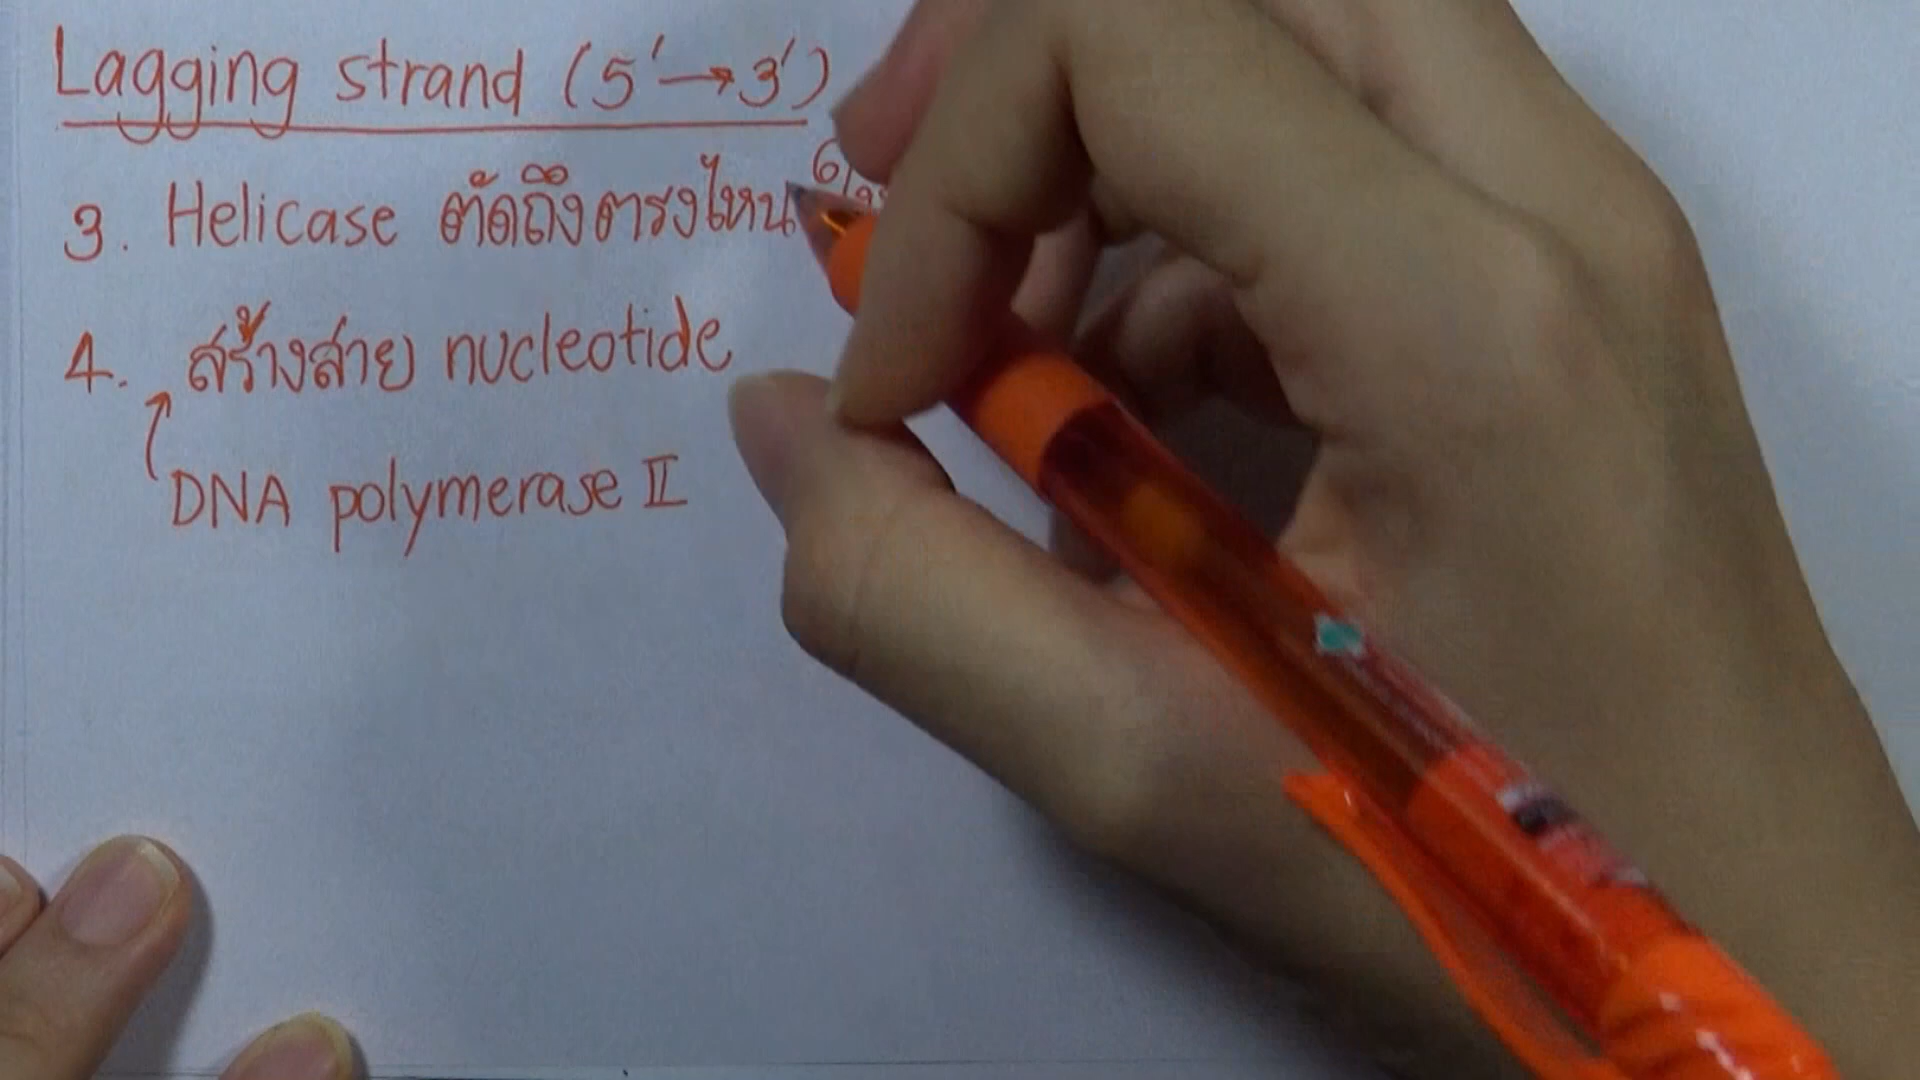 Lagging strand (5'→3')
3. Helicase ตัดถึงตรงไหน
4. สร้างสาย nucleotide
DNA polymerase II